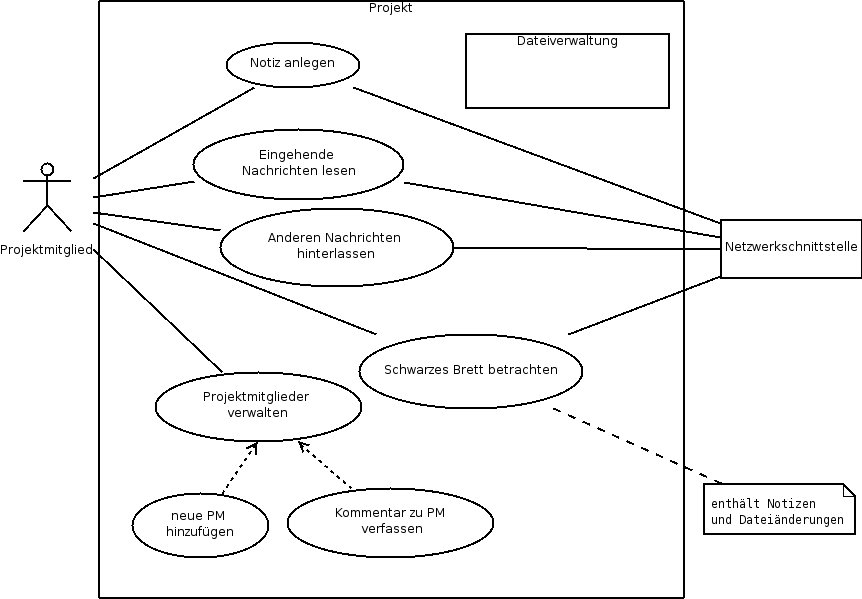 Projekt
Dateiverwaltung
Notiz anlegen
Eingehende
Nachrichten lesen
Anderen Nachrichten
hinterlassen
Projektmitglied
Netzwerkschnittstelle
Schwarzes Brett betrachten
Projektmitglieder
verwalten
neue PM
hinzufügen
Kommentar zu PM
verfassen
enthält Notizen
und Dateiänderungen